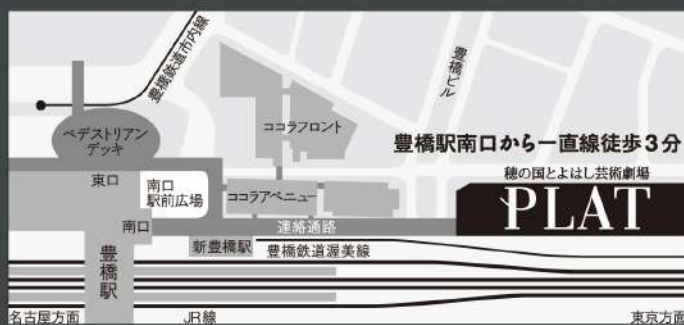 豊橋鉄道市内線
豊橋ビル
ペデストリアン
デッキ
ココラフロント
豊橋駅南口から一直線徒歩3分
穂の国とよはし芸術劇場
PLAT
東口
南口
駅前広場
ココラアベニュー
南口
連絡通路
新豊橋駅
豊橋鉄道渥美線
豊橋駅
名古屋方面
JR線
東京方面